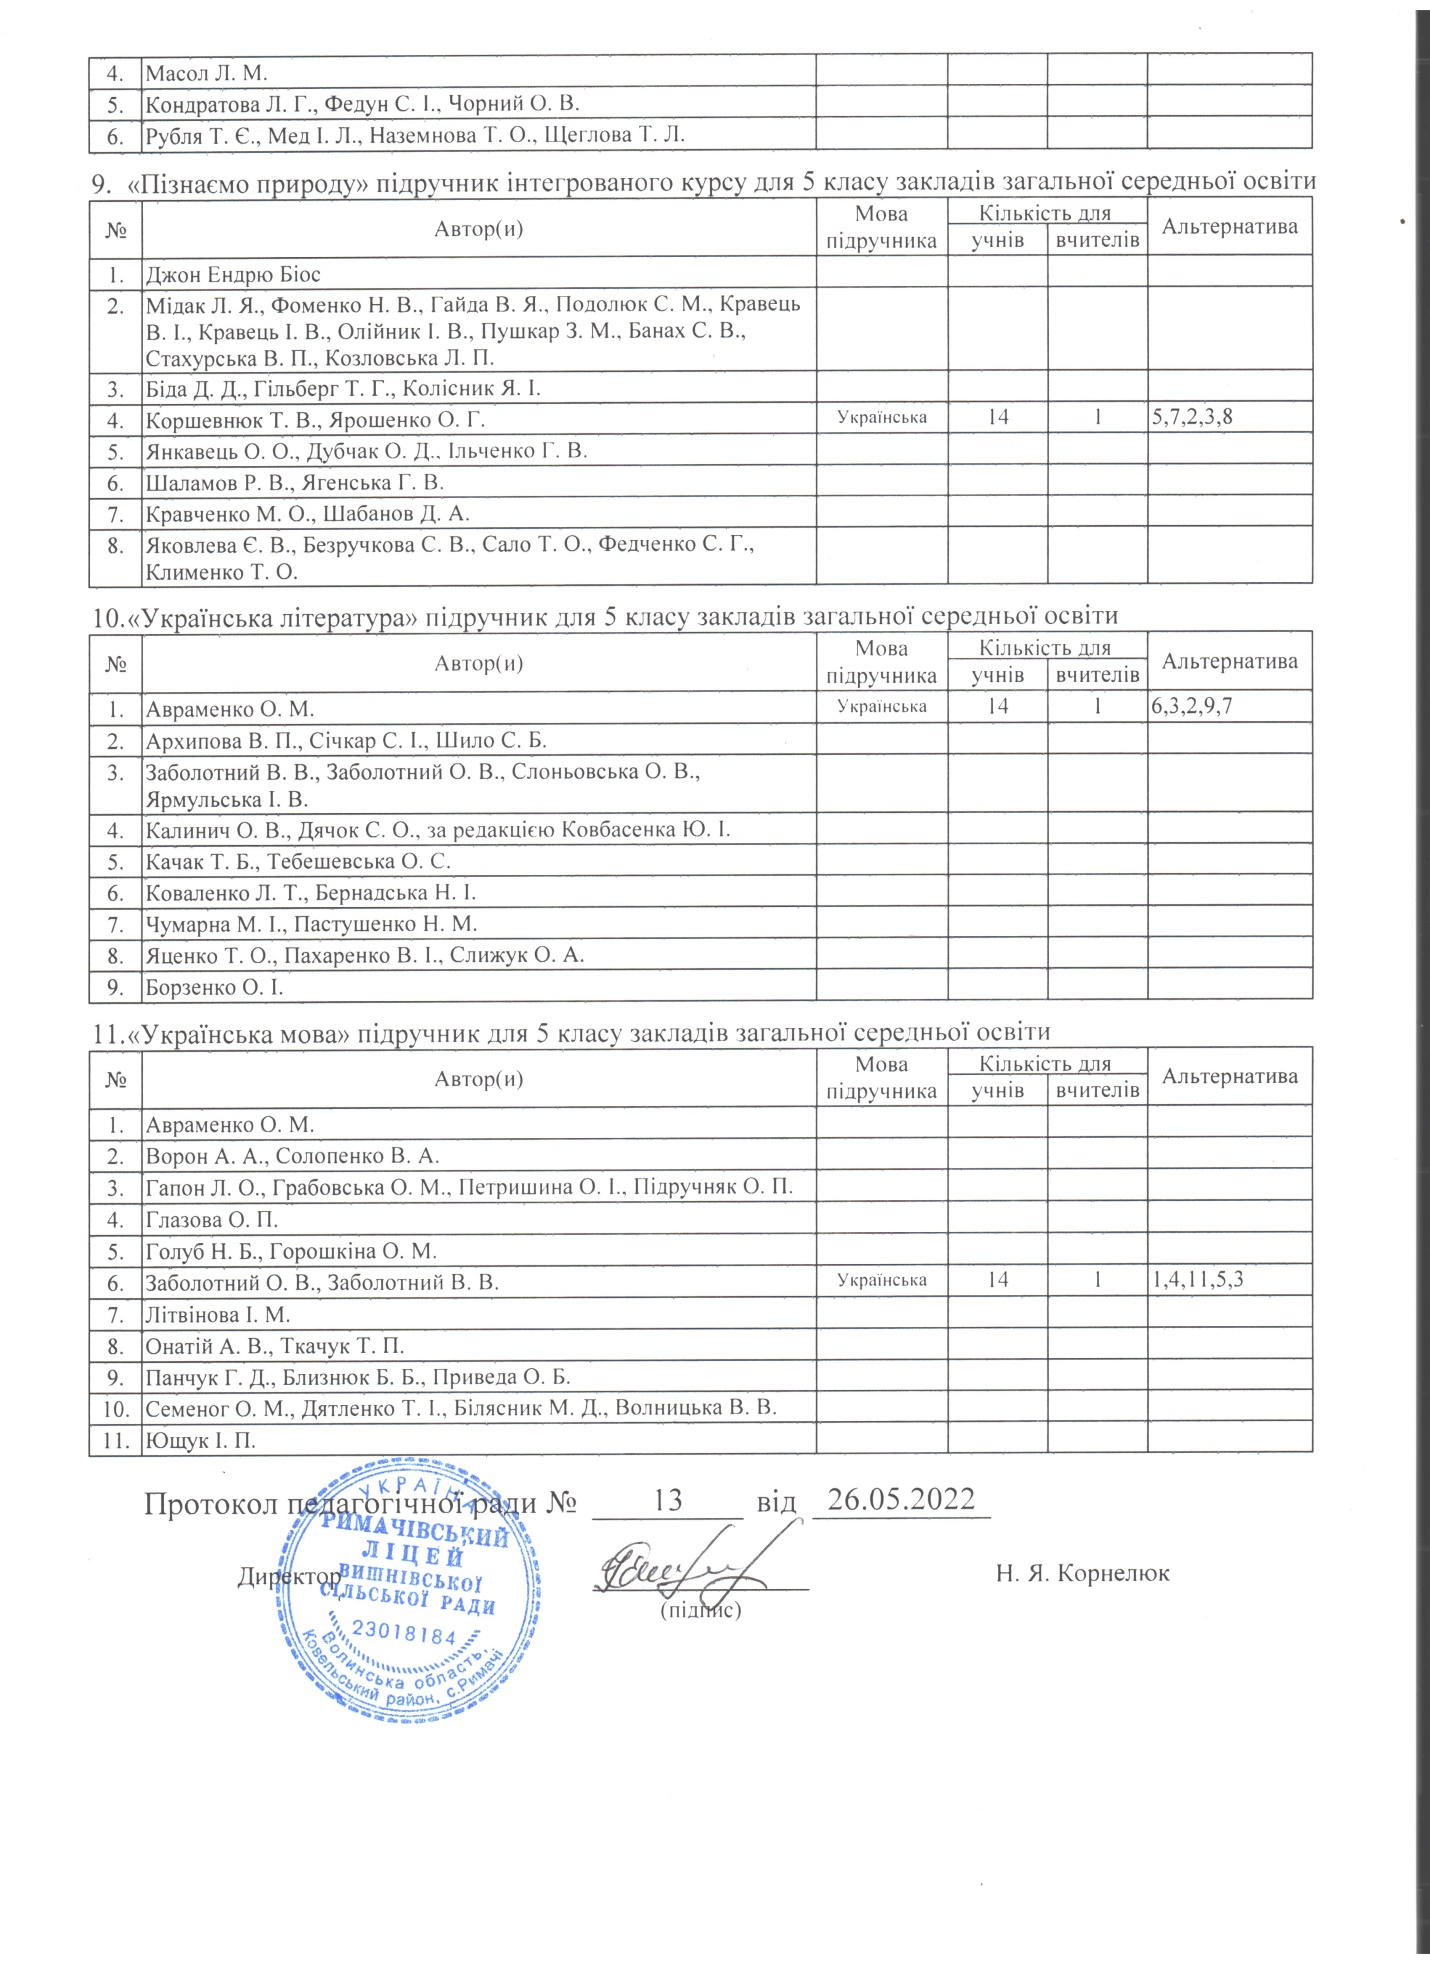 4. Масол Л. М.
5. Кондратова Л. Г., Федун С. І., Чорний О. В.
6. Рубля Т. Є., Мед І. Л., Наземнова Т. О., Щеглова Т. Л.
9. «Пізнаємо природу» підручник інтегрованого курсу для 5 класу закладів загальної середньої освіти
№ Автор(и) Мова підручника Кількість для учнів вчителів Альтернатива
1. Джон Ендрю Біос
2. Мідак Л. Я., Фоменко Н. В., Гайда В. Я., Подолюк С. М., Кравець
В. І., Кравець І. В., Олійник І. В., Пушкар З. М., Банах С. В.,
Стахурська В. П., Козловська Л. П.
3. Біда Д. Д., Гільберг Т. Г., Колісник Я. І.
4. Коршевнюк Т. В., Ярошенко О. Г. Українська 14 1 5,7,2,3,8
5. Янкавець О. О., Дубчак О. Д., Ільченко Г. В.
6. Шаламов Р. В., Ягенська Г. В.
7. Кравченко М. О., Шабанов Д. А.
8. Яковлева Є. В., Безручкова С. В., Сало Т. О., Федченко С. Г.,
Клименко Т. О.
10.«Українська література» підручник для 5 класу закладів загальної середньої освіти
№ Автор(и) Мова підручника Кількість для учнів вчителів Альтернатива
1. Авраменко О. М. Українська 14 1 6,3,2,9,7
2. Архипова В. П., Січкар С. І., Шило С. Б.
3. Заболотний В. В., Заболотний О. В., Слоньовська О. В.,
Ярмульська І. В.
4. Калинич О. В., Дячок С. О., за редакцією Ковбасенка Ю. І.
5. Качак Т. Б., Тебешевська О. С.
6. Коваленко Л. Т., Бернадська Н. І.
7. Чумарна М. І., Пастушенко Н. М.
8. Яценко Т. О., Пахаренко В. І., Слижук О. А.
9. Борзенко О. І.
11.«Українська мова» підручник для 5 класу закладів загальної середньої освіти
№ Автор(и) Мова підручника Кількість для учнів вчителів Альтернатива
1. Авраменко О. М.
2. Ворон А. А., Солопенко В. А.
3. Гапон Л. О., Грабовська О. М., Петришина О. І., Підручняк О. П.
4. Глазова О. П.
5. Голуб Н. Б., Горошкіна О. М.
6. Заболотний О. В., Заболотний В. В. Українська 14 1 1,4,11,5,3
7. Літвінова І. М.
8. Онатій А. В., Ткачук Т. П.
9. Панчук Г. Д., Близнюк Б. Б., Приведа О. Б.
10. Семеног О. М., Дятленко Т. І., Білясник М. Д., Волницька В. В.
11. Ющук І. П.
Протокол педагогічної ради № 13 від 26.05.2022
Директор Н. Я. Корнелюк
(підпис)
УКРАЇНА
РИМАЧІВСЬКИЙ
ЛІЦЕЙ
ВИШНІВСЬКОЇ
СІЛЬСЬКОЇ РАДИ
23018184
Волинська область,
Ковельський район, с.Римачі